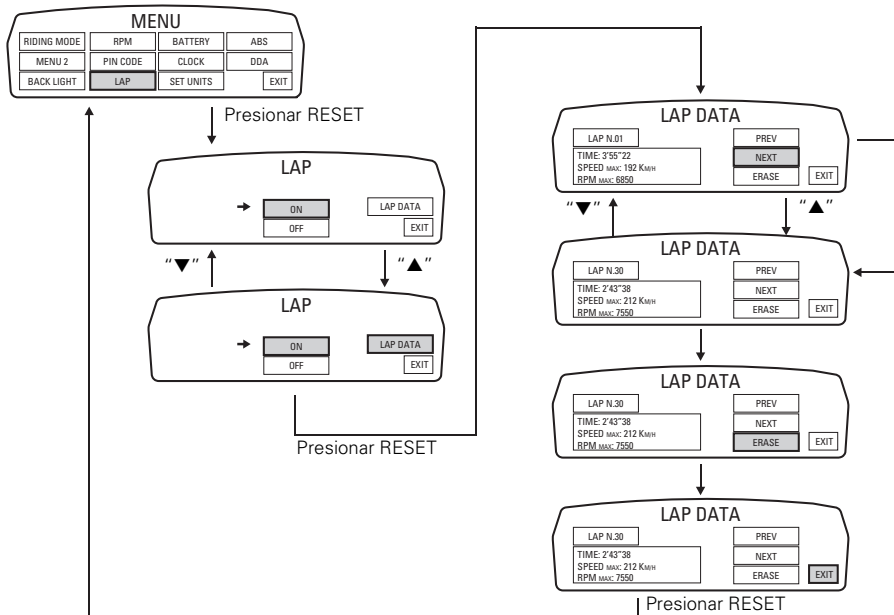 MENU
RIDING MODE RPM BATTERY ABS
MENU 2 PIN CODE CLOCK DDA
BACK LIGHT LAP SET UNITS EXIT
Presionar RESET
LAP
ON LAP DATA
OFF EXIT
"▼" "▲"
LAP
ON LAP DATA
OFF EXIT
Presionar RESET
LAP DATA
LAP N.01 PREV
TIME: 3'55"22 NEXT
SPEED MAX: 192 KM/H
RPM MAX: 6850 ERASE EXIT
"▼" "▲"
LAP DATA
LAP N.30 PREV
TIME: 2'43"38 NEXT
SPEED MAX: 212 KM/H
RPM MAX: 7550 ERASE EXIT
LAP DATA
LAP N.30 PREV
TIME: 2'43"38 NEXT
SPEED MAX: 212 KM/H
RPM MAX: 7550 ERASE EXIT
LAP DATA
LAP N.30 PREV
TIME: 2'43"38 NEXT
SPEED MAX: 212 KM/H
RPM MAX: 7550 ERASE EXIT
Presionar RESET